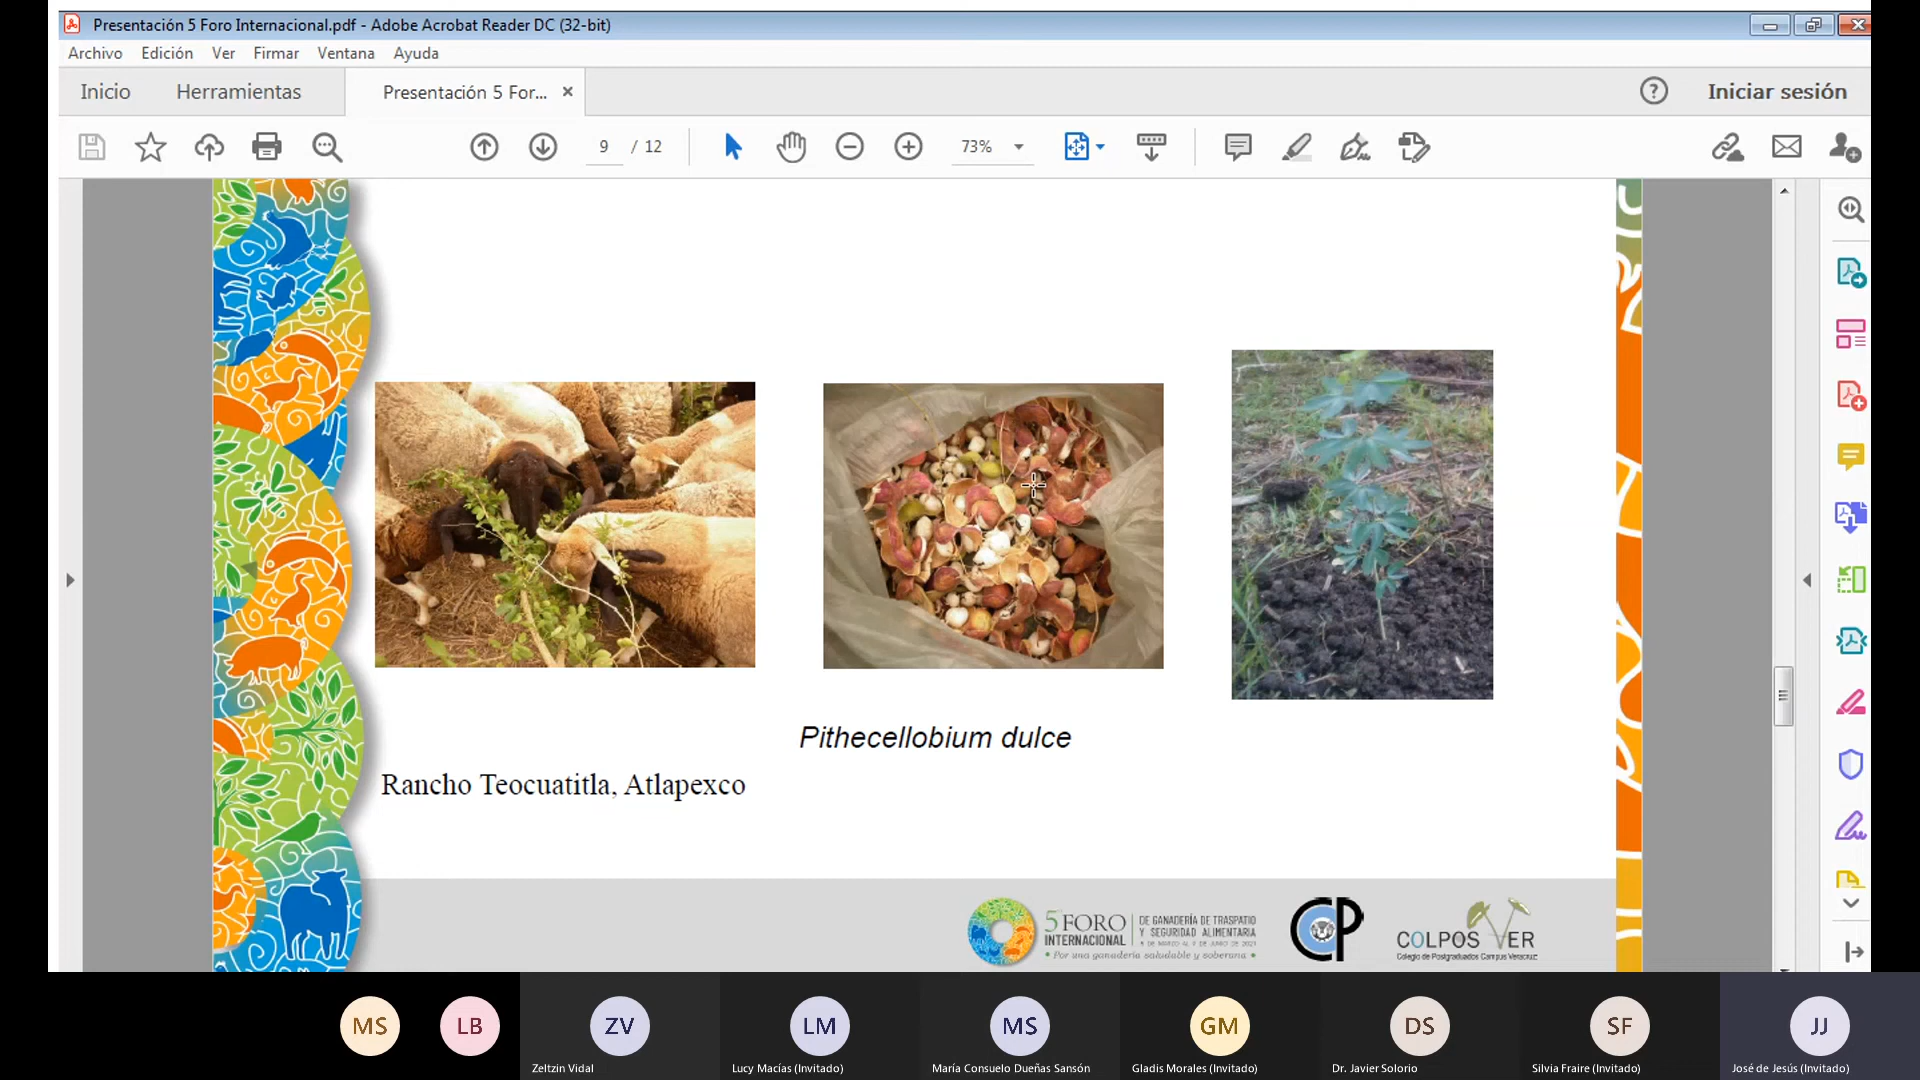 Presentación 5 Foro Internacional.pdf - Adobe Acrobat Reader DC (32-bit)
Archivo Edición Ver Firmar Ventana Ayuda
Inicio Herramientas Presentación 5 For... × Iniciar sesión
9 / 12 73%
Pithecellobium dulce
Rancho Teocuatitla, Atlapexco
5 FORO INTERNACIONAL
DE GANADERÍA DE TRASPATIO
Y SEGURIDAD ALIMENTARIA
• Por una ganadería saludable y soberana •
CP
COLPOS VER
Colegio de Postgraduados Campus Veracruz
MS LB ZV LM MS GM DS SF JJ
Zeltzin Vidal Lucy Macías (Invitado) María Consuelo Dueñas Sansón Gladis Morales (Invitado) Dr. Javier Solorio Silvia Fraire (Invitado) José de Jesús (Invitado)